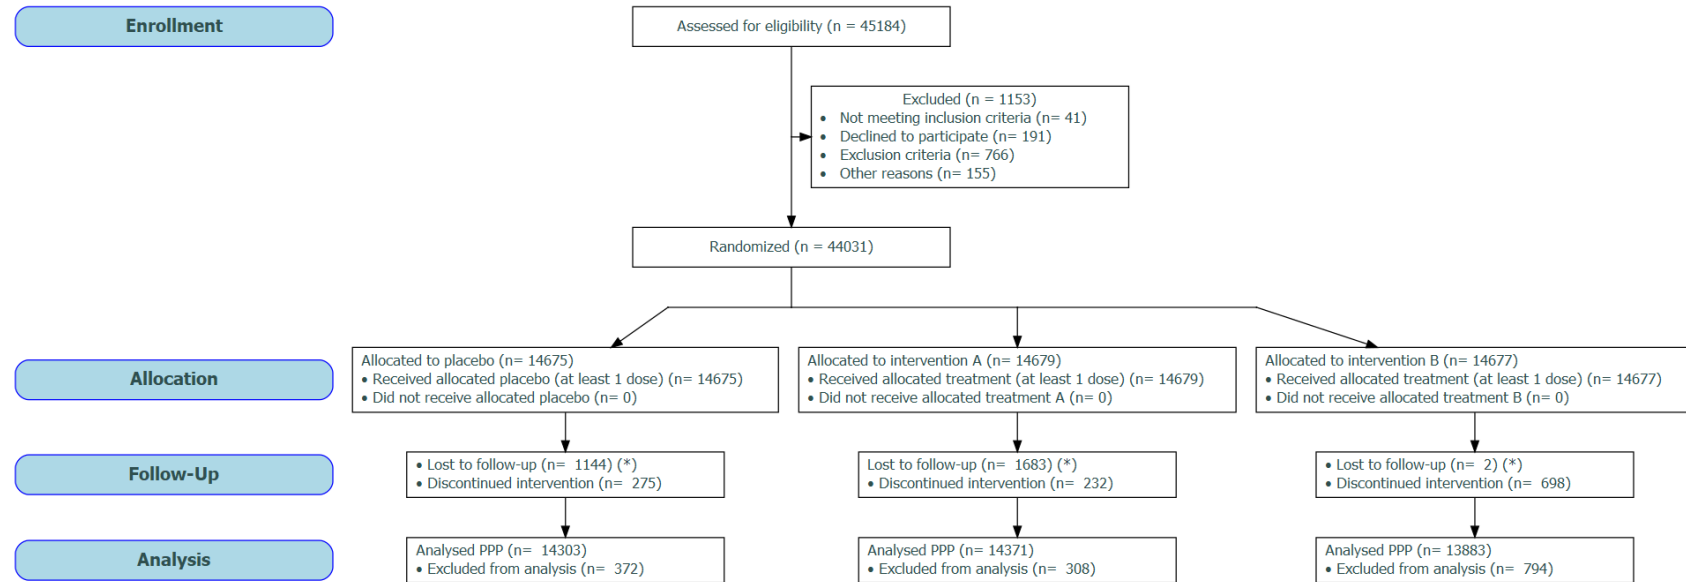 Enrollment
Assessed for eligibility (n = 45184)
Excluded (n = 1153)
• Not meeting inclusion criteria (n= 41)
• Declined to participate (n= 191)
• Exclusion criteria (n= 766)
• Other reasons (n= 155)
Randomized (n = 44031)
Allocation
Allocated to placebo (n= 14675)
• Received allocated placebo (at least 1 dose) (n= 14675)
• Did not receive allocated placebo (n= 0)
Allocated to intervention A (n= 14679)
• Received allocated treatment (at least 1 dose) (n= 14679)
• Did not receive allocated treatment A (n= 0)
Allocated to intervention B (n= 14677)
• Received allocated treatment (at least 1 dose) (n= 14677)
• Did not receive allocated treatment B (n= 0)
Follow-Up
• Lost to follow-up (n= 1144) (*)
• Discontinued intervention (n= 275)
Lost to follow-up (n= 1683) (*)
• Discontinued intervention (n= 232)
• Lost to follow-up (n= 2) (*)
• Discontinued intervention (n= 698)
Analysis
Analysed PPP (n= 14303)
• Excluded from analysis (n= 372)
Analysed PPP (n= 14371)
• Excluded from analysis (n= 308)
Analysed PPP (n= 13883)
• Excluded from analysis (n= 794)